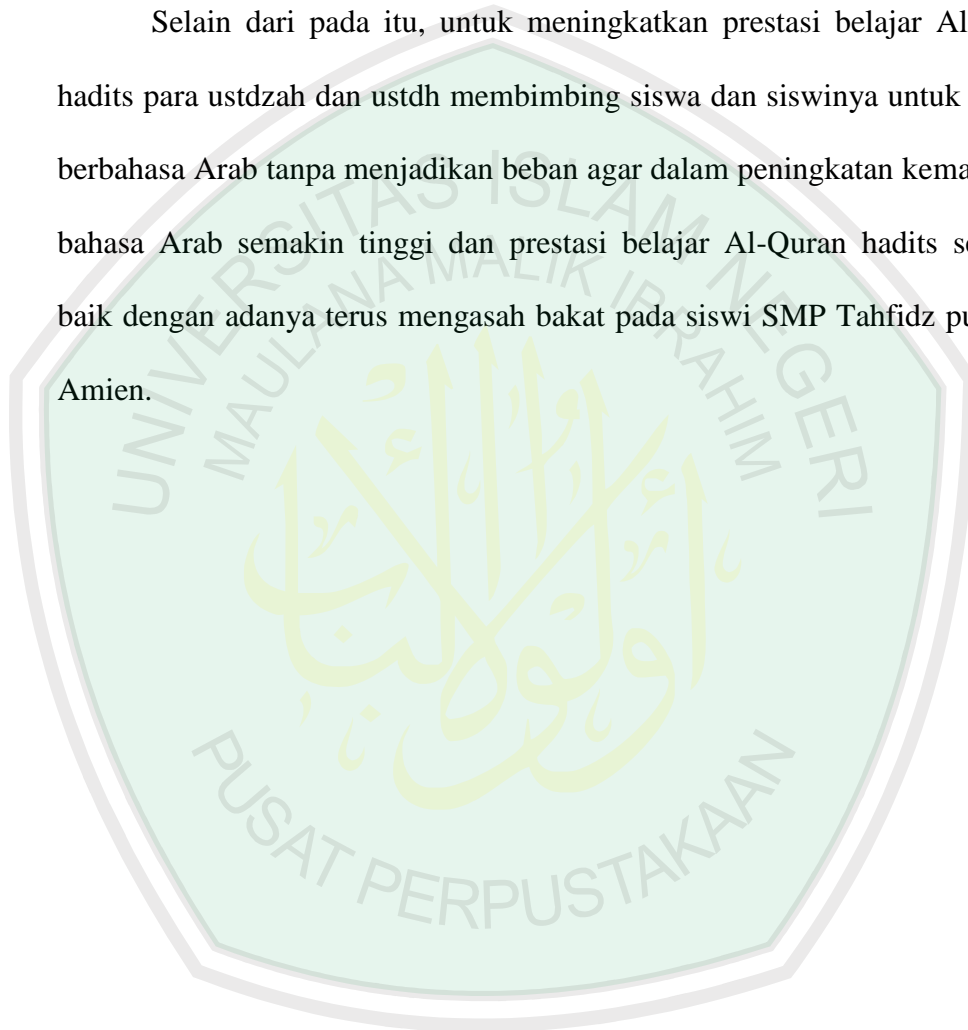 Selain dari pada itu, untuk meningkatkan prestasi belajar Al
hadits para ustdzah dan ustdh membimbing siswa dan siswinya untuk
berbahasa Arab tanpa menjadikan beban agar dalam peningkatan kema
bahasa Arab semakin tinggi dan prestasi belajar Al-Quran hadits se
baik dengan adanya terus mengasah bakat pada siswi SMP Tahfidz pu
Amien.
UNIVERSITAS ISLAM NEGERI
MAULANA MALIK IBRAHIM
أولوا الألباب
PUSAT PERPUSTAKAAN